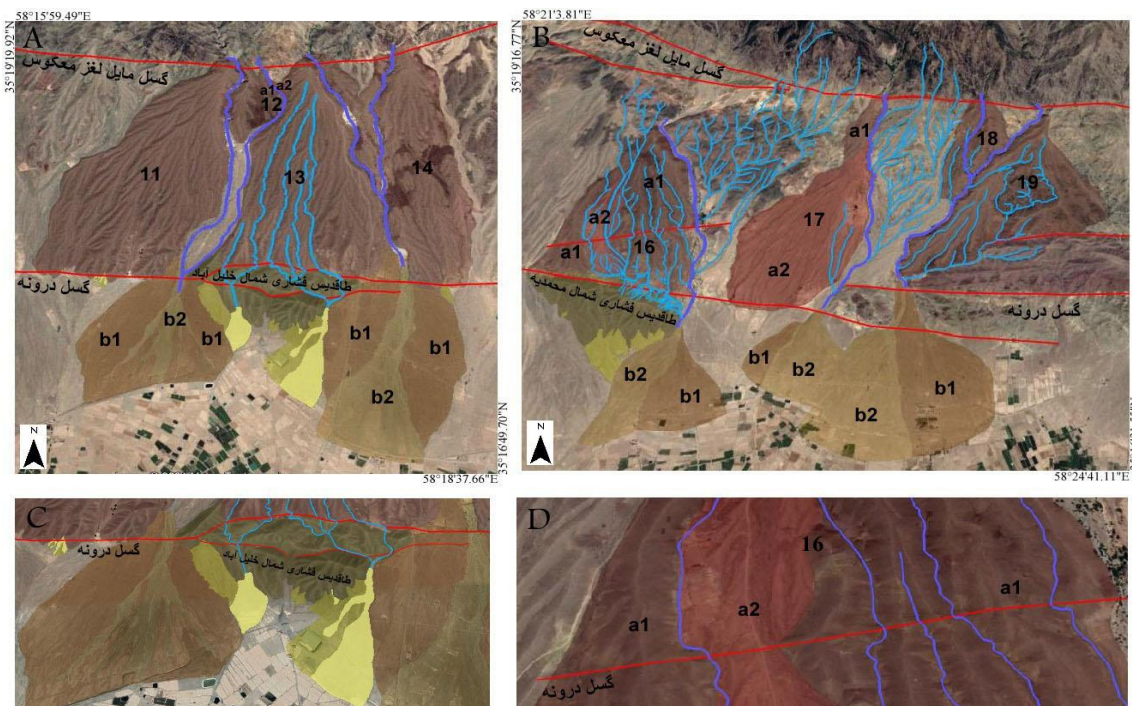 58°15'59.49"E
35°19'19.92"N
A
گسل مایل لغز معکوس
a1
a2
12
11
13
14
طاقدیس فشاری شمال خلیل آباد
گسل درونه
b1
b2
b1
b1
b1
b2
N
35°16'49.70"N
58°18'37.66"E
58°21'3.81"E
35°19'16.77"N
B
گسل مایل لغز معکوس
a1
18
a1
19
a2
17
a1
16
a2
طاقدیس فشاری شمال محمدیه
گسل درونه
b1
b2
b1
b2
b1
b2
N
58°24'41.11"E
C
گسل درونه
طاقدیس فشاری شمال خلیل آباد
D
16
a1
a2
a1
گسل درونه